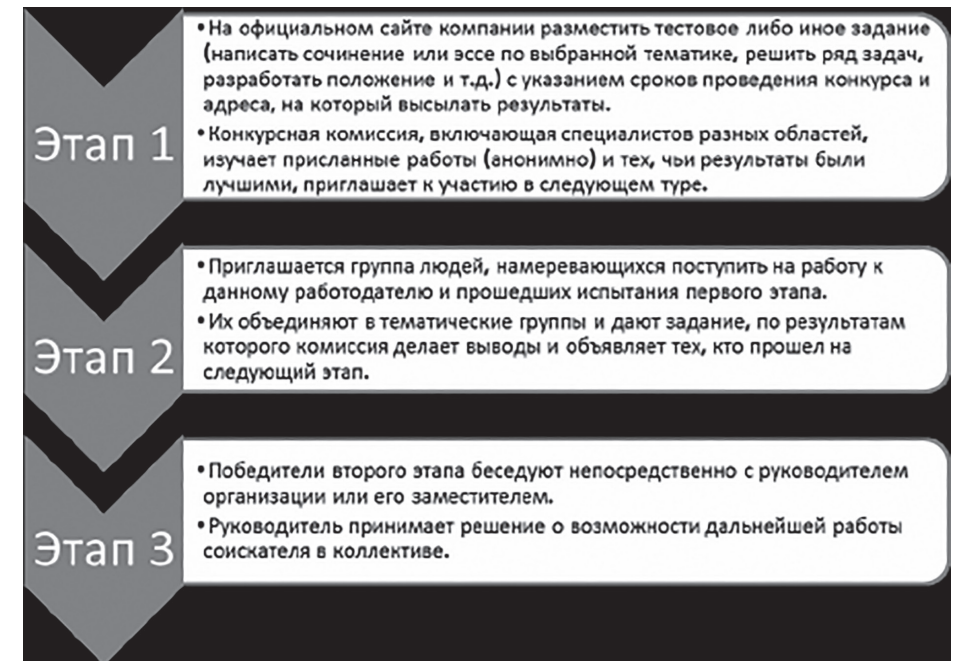 Этап 1
•На официальном сайте компании разместить тестовое либо иное задание
(написать сочинение или эссе по выбранной тематике, решить ряд задач,
разработать положение и т.д.) с указанием сроков проведения конкурса и
адреса, на который высылать результаты.
•Конкурсная комиссия, включающая специалистов разных областей,
изучает присланные работы (анонимно) и тех, чьи результаты были
лучшими, приглашает к участию в следующем туре.
Этап 2
•Приглашается группа людей, намеревающихся поступить на работу к
данному работодателю и прошедших испытания первого этапа.
•Их объединяют в тематические группы и дают задание, по результатам
которого комиссия делает выводы и объявляет тех, кто прошел на
следующий этап.
Этап 3
•Победители второго этапа беседуют непосредственно с руководителем
организации или его заместителем.
•Руководитель принимает решение о возможности дальнейшей работы
соискателя в коллективе.